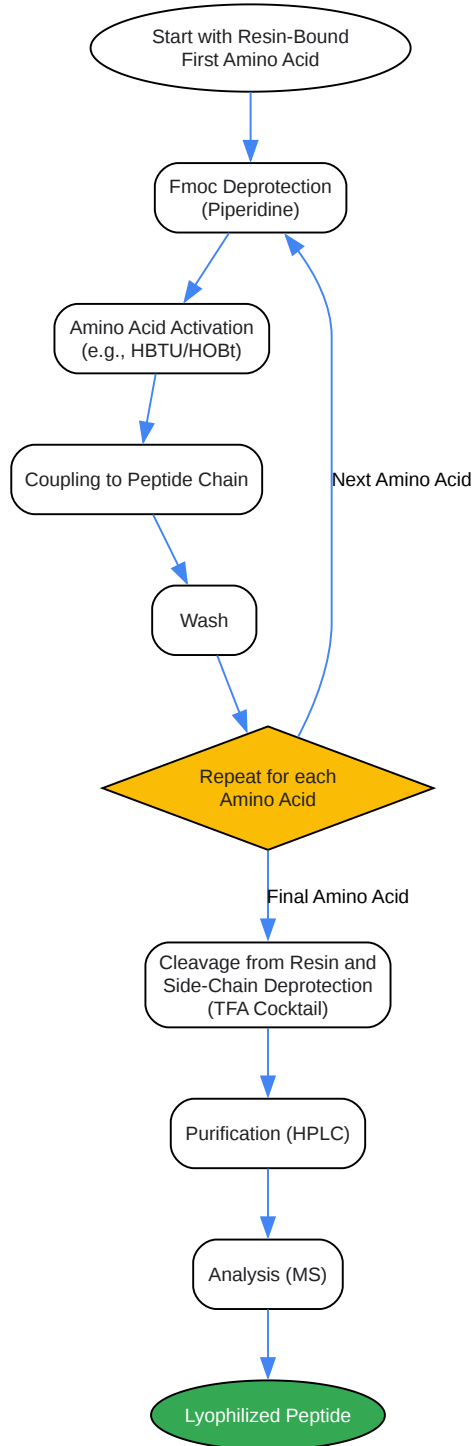 Start with Resin-Bound
First Amino Acid
Fmoc Deprotection
(Piperidine)
Amino Acid Activation
(e.g., HBTU/HOBt)
Coupling to Peptide Chain
Next Amino Acid
Wash
Repeat for each
Amino Acid
Final Amino Acid
Cleavage from Resin and
Side-Chain Deprotection
(TFA Cocktail)
Purification (HPLC)
Analysis (MS)
Lyophilized Peptide